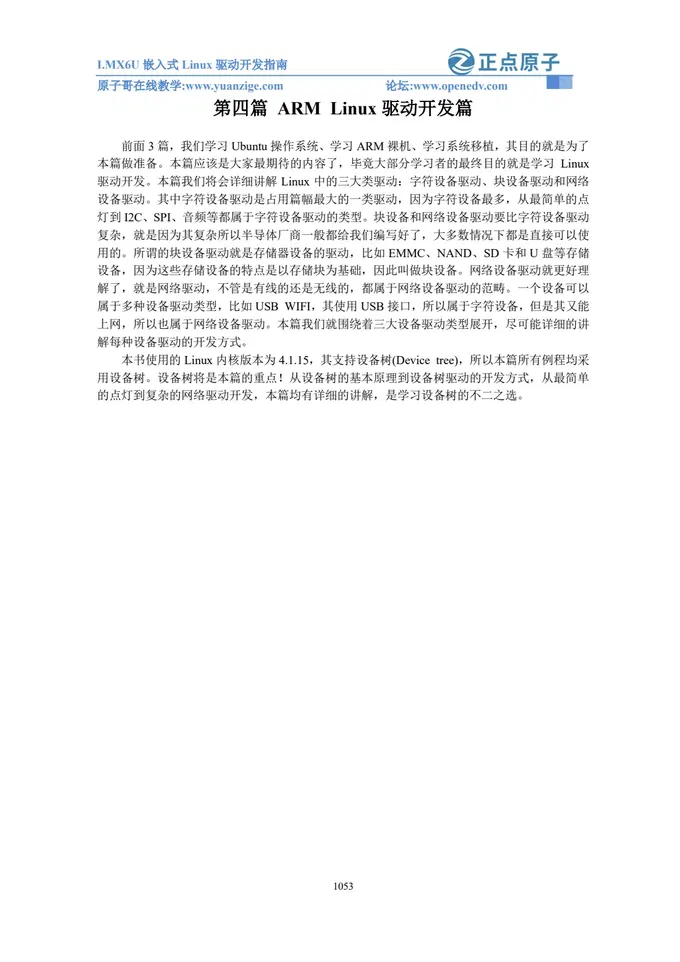 I.MX6U 嵌入式 Linux 驱动开发指南
正点原子
原子哥在线教学:www.yuanzige.com 论坛:www.openedv.com
第四篇 ARM Linux 驱动开发篇
前面 3 篇，我们学习 Ubuntu 操作系统、学习 ARM 裸机、学习系统移植，其目的就是为了
本篇做准备。本篇应该是大家最期待的内容了，毕竟大部分学习者的最终目的就是学习 Linux
驱动开发。本篇我们将会详细讲解 Linux 中的三大类驱动：字符设备驱动、块设备驱动和网络
设备驱动。其中字符设备驱动是占用篇幅最大的一类驱动，因为字符设备最多，从最简单的点
灯到 I2C、SPI、音频等都属于字符设备驱动的类型。块设备和网络设备驱动要比字符设备驱动
复杂，就是因为其复杂所以半导体厂商一般都给我们编写好了，大多数情况下都是直接可以使
用的。所谓的块设备驱动就是存储器设备的驱动，比如 EMMC、NAND、SD 卡和 U 盘等存储
设备，因为这些存储设备的特点是以存储块为基础，因此叫做块设备。网络设备驱动就更好理
解了，就是网络驱动，不管是有线的还是无线的，都属于网络设备驱动的范畴。一个设备可以
属于多种设备驱动类型，比如 USB WIFI，其使用 USB 接口，所以属于字符设备，但是其又能
上网，所以也属于网络设备驱动。本篇我们就围绕着三大设备驱动类型展开，尽可能详细的讲
解每种设备驱动的开发方式。
本书使用的 Linux 内核版本为 4.1.15，其支持设备树(Device tree)，所以本篇所有例程均采
用设备树。设备树将是本篇的重点！从设备树的基本原理到设备树驱动的开发方式，从最简单
的点灯到复杂的网络驱动开发，本篇均有详细的讲解，是学习设备树的不二之选。
1053